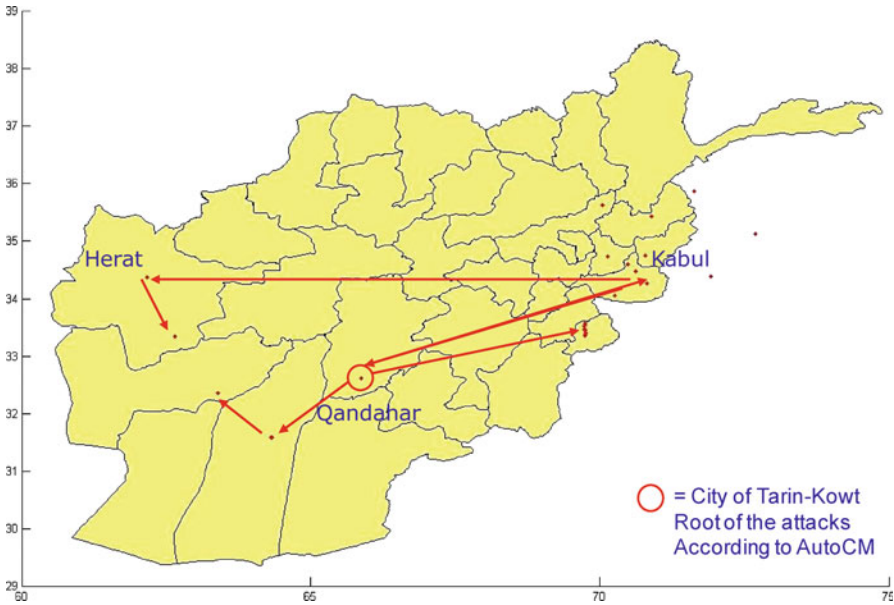 39
38
37
36
35
34
33
32
31
30
29
60
65
70
75
Herat
Kabul
Qandahar
= City of Tarin-Kowt
Root of the attacks
According to AutoCM